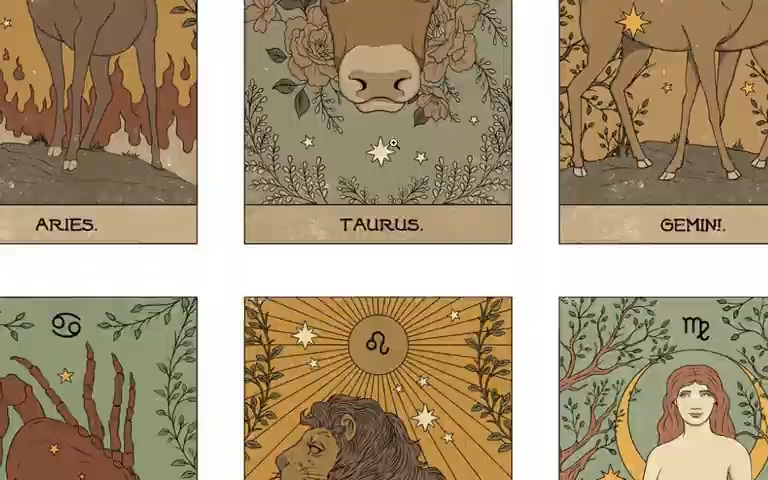 ARIES.
TAURUS.
GEMINI.
♋
♌
♍